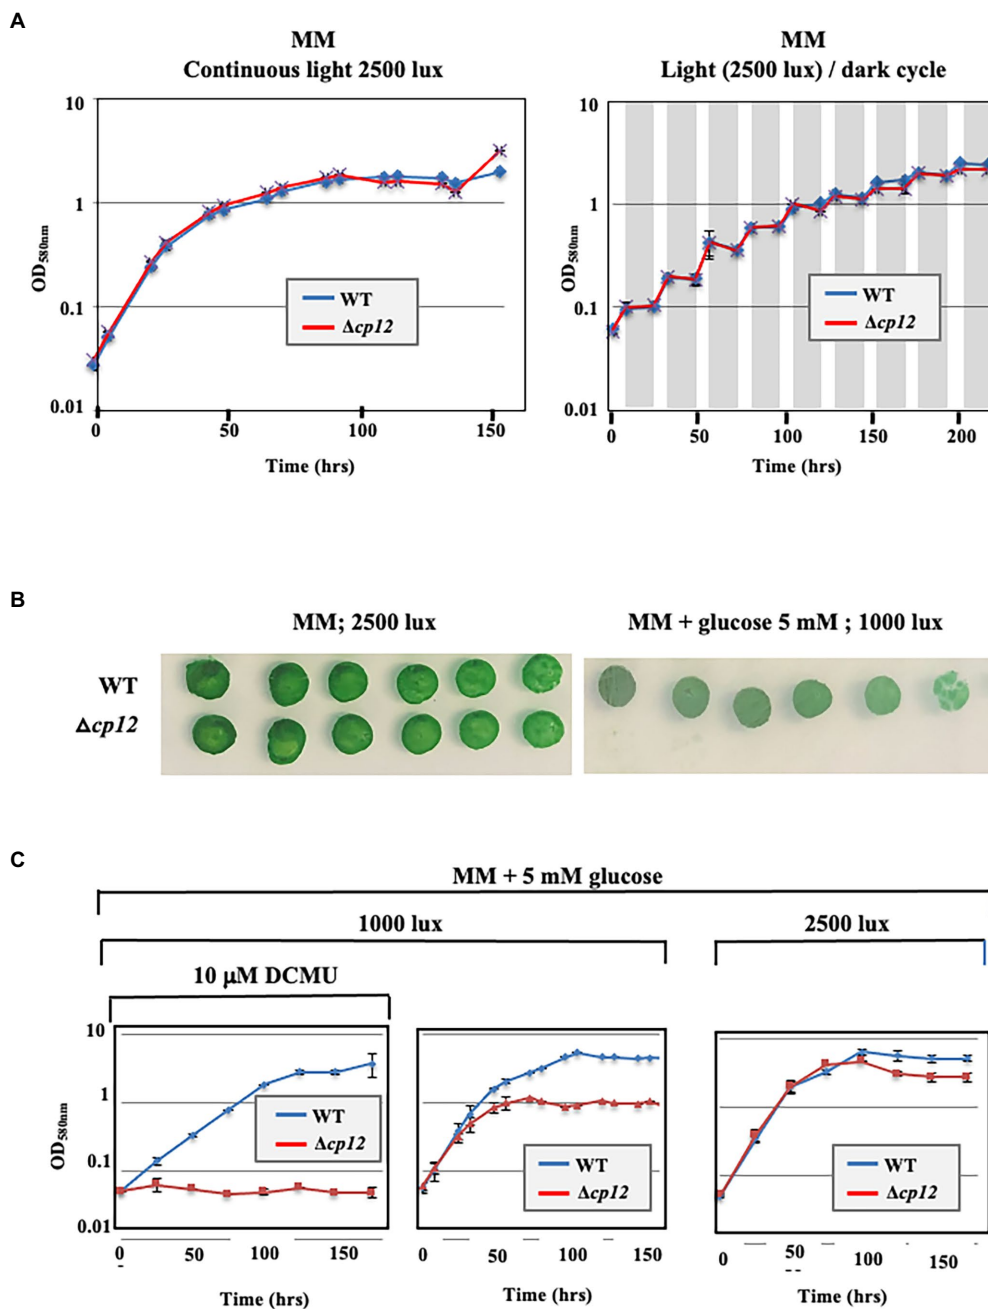 A
MM
Continuous light 2500 lux
MM
Light (2500 lux) / dark cycle
10
1
0.1
0.01
OD580nm
WT
Δcp12
0
50
100
150
Time (hrs)
10
1
0.1
0.01
OD580nm
WT
Δcp12
0
50
100
150
200
Time (hrs)
B
MM; 2500 lux
MM + glucose 5 mM ; 1000 lux
WT
Δcp12
C
MM + 5 mM glucose
1000 lux
2500 lux
10 µM DCMU
10
1
0.1
0.01
OD580nm
WT
Δcp12
0
50
100
150
Time (hrs)
WT
Δcp12
0
50
100
150
Time (hrs)
WT
Δcp12
0
50
100
150
Time (hrs)